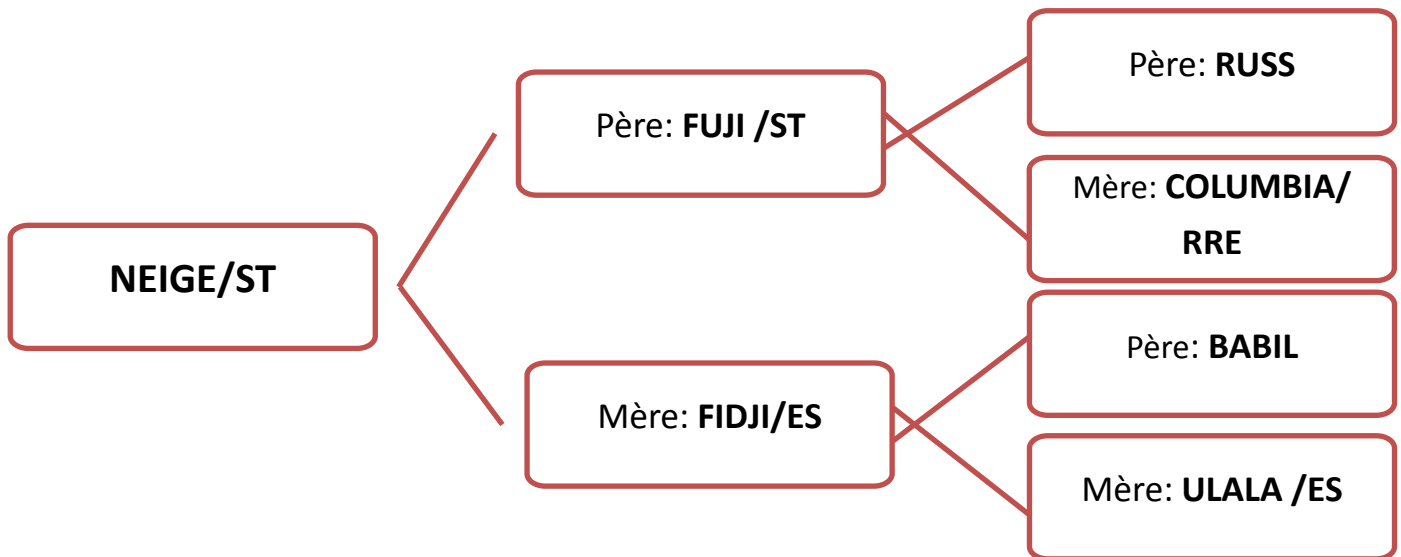 Père: RUSS
Père: FUJI /ST
Mère: COLUMBIA/
RRE
NEIGE/ST
Père: BABIL
Mère: FIDJI/ES
Mère: ULALA /ES